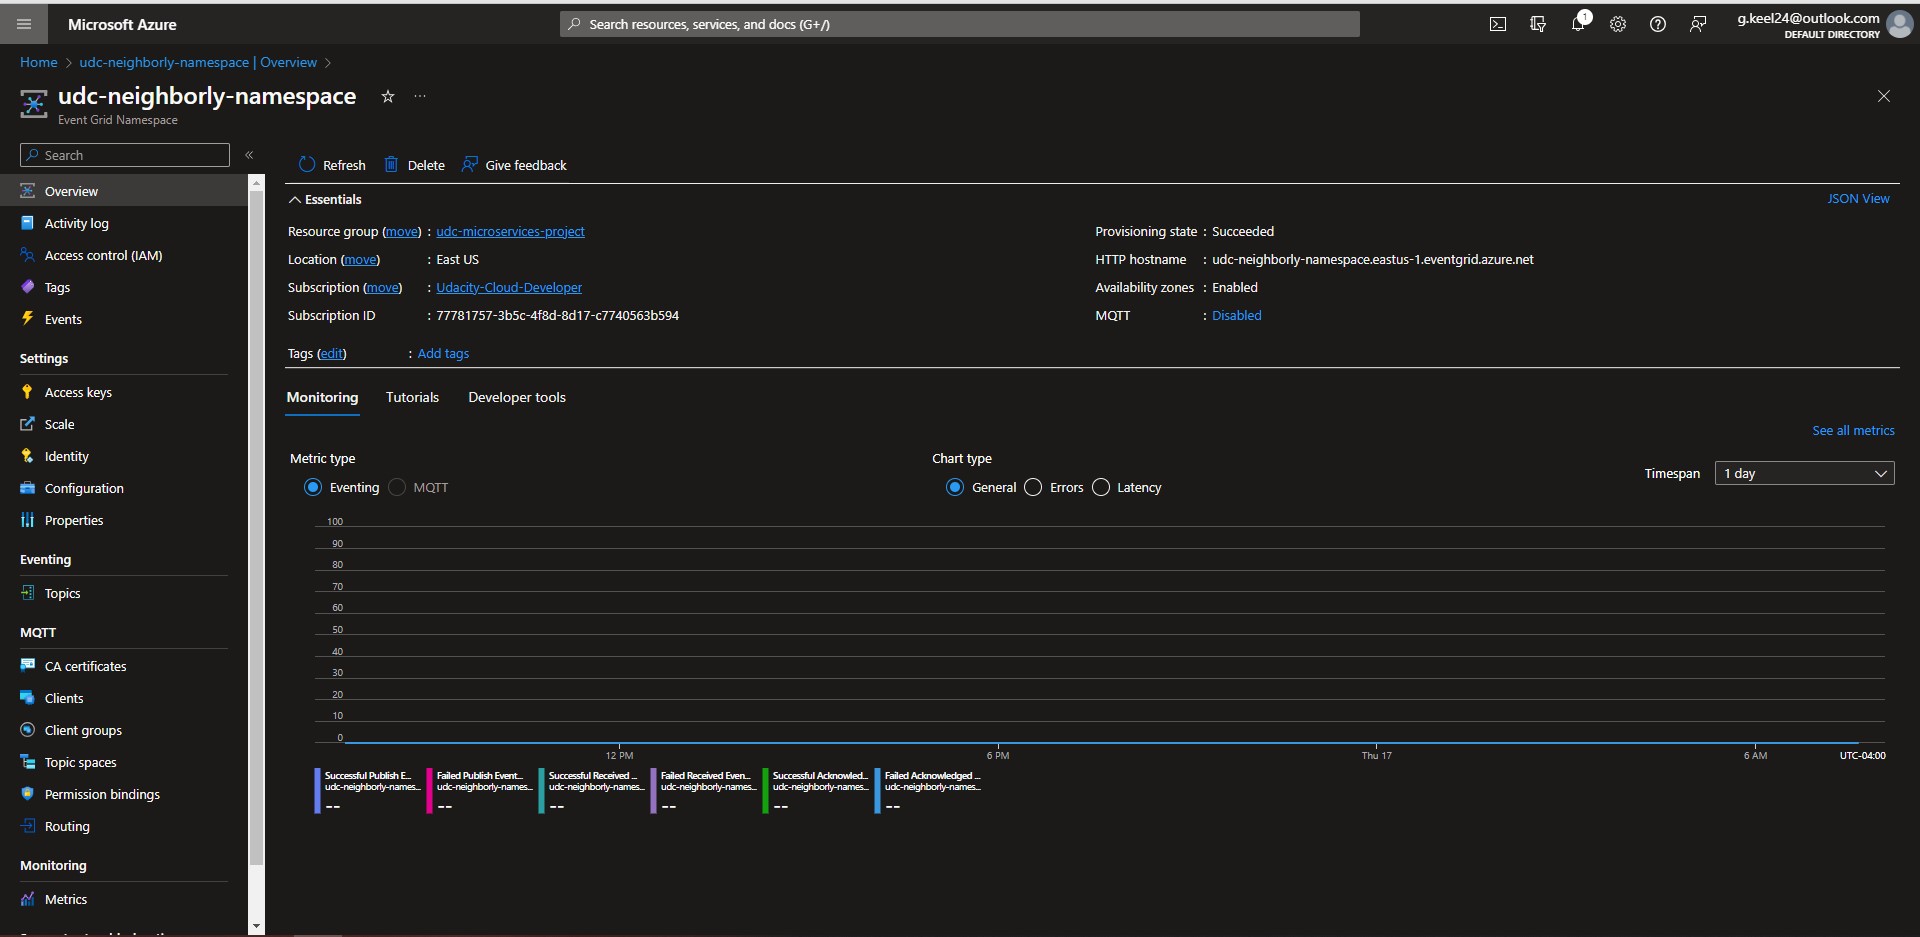 Microsoft Azure
Search resources, services, and docs (G+/)
1
g.keel24@outlook.com
DEFAULT DIRECTORY
Home > udc-neighborly-namespace | Overview >
udc-neighborly-namespace
Event Grid Namespace
Search
«
Overview
Activity log
Access control (IAM)
Tags
Events
Settings
Access keys
Scale
Identity
Configuration
Properties
Eventing
Topics
MQTT
CA certificates
Clients
Client groups
Topic spaces
Permission bindings
Routing
Monitoring
Metrics
Refresh
Delete
Give feedback
Essentials
JSON View
Resource group (move) : udc-microservices-project
Location (move) : East US
Subscription (move) : Udacity-Cloud-Developer
Subscription ID : 77781757-3b5c-4f8d-8d17-c7740563b594
Tags (edit) : Add tags
Provisioning state : Succeeded
HTTP hostname : udc-neighborly-namespace.eastus-1.eventgrid.azure.net
Availability zones : Enabled
MQTT : Disabled
Monitoring
Tutorials
Developer tools
See all metrics
Metric type
Eventing
MQTT
Chart type
General
Errors
Latency
Timespan
1 day
100
90
80
70
60
50
40
30
20
10
0
12 PM
6 PM
Thu 17
6 AM
UTC-04:00
Successful Publish E...
udc-neighborly-names...
--
Failed Publish Event...
udc-neighborly-names...
--
Successful Received ...
udc-neighborly-names...
--
Failed Received Even...
udc-neighborly-names...
--
Successful Acknowled...
udc-neighborly-names...
--
Failed Acknowledged ...
udc-neighborly-names...
--